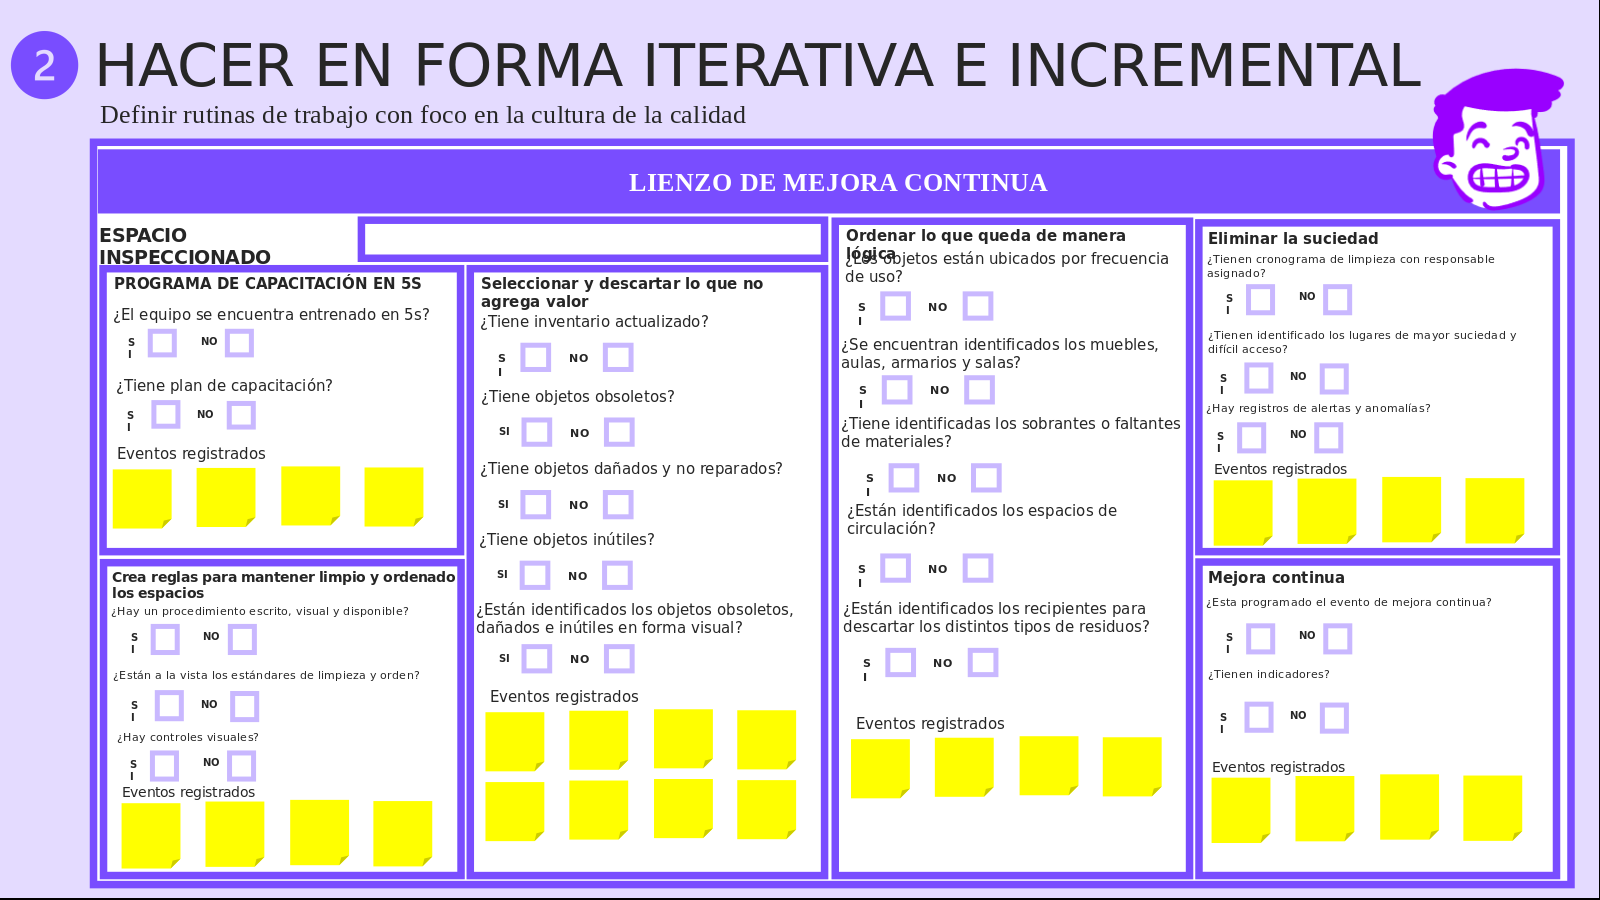 2
HACER EN FORMA ITERATIVA E INCREMENTAL
Definir rutinas de trabajo con foco en la cultura de la calidad
LIENZO DE MEJORA CONTINUA
ESPACIO
INSPECCIONADO
PROGRAMA DE CAPACITACIÓN EN 5S
¿El equipo se encuentra entrenado en 5s?
SI NO
¿Tiene plan de capacitación?
SI NO
Eventos registrados
Crea reglas para mantener limpio y ordenado
los espacios
¿Hay un procedimiento escrito, visual y disponible?
SI NO
¿Están a la vista los estándares de limpieza y orden?
SI NO
¿Hay controles visuales?
SI NO
Eventos registrados
Seleccionar y descartar lo que no
agrega valor
¿Tiene inventario actualizado?
SI NO
¿Tiene objetos obsoletos?
SI NO
¿Tiene objetos dañados y no reparados?
SI NO
¿Tiene objetos inútiles?
SI NO
¿Están identificados los objetos obsoletos,
dañados e inútiles en forma visual?
SI NO
Eventos registrados
Ordenar lo que queda de manera
lógica
¿Los objetos están ubicados por frecuencia
de uso?
SI NO
¿Se encuentran identificados los muebles,
aulas, armarios y salas?
SI NO
¿Tiene identificadas los sobrantes o faltantes
de materiales?
SI NO
¿Están identificados los espacios de
circulación?
SI NO
¿Están identificados los recipientes para
descartar los distintos tipos de residuos?
SI NO
Eventos registrados
Eliminar la suciedad
¿Tienen cronograma de limpieza con responsable
asignado?
SI NO
¿Tienen identificado los lugares de mayor suciedad y
difícil acceso?
SI NO
¿Hay registros de alertas y anomalías?
SI NO
Eventos registrados
Mejora continua
¿Esta programado el evento de mejora continua?
SI NO
¿Tienen indicadores?
SI NO
Eventos registrados